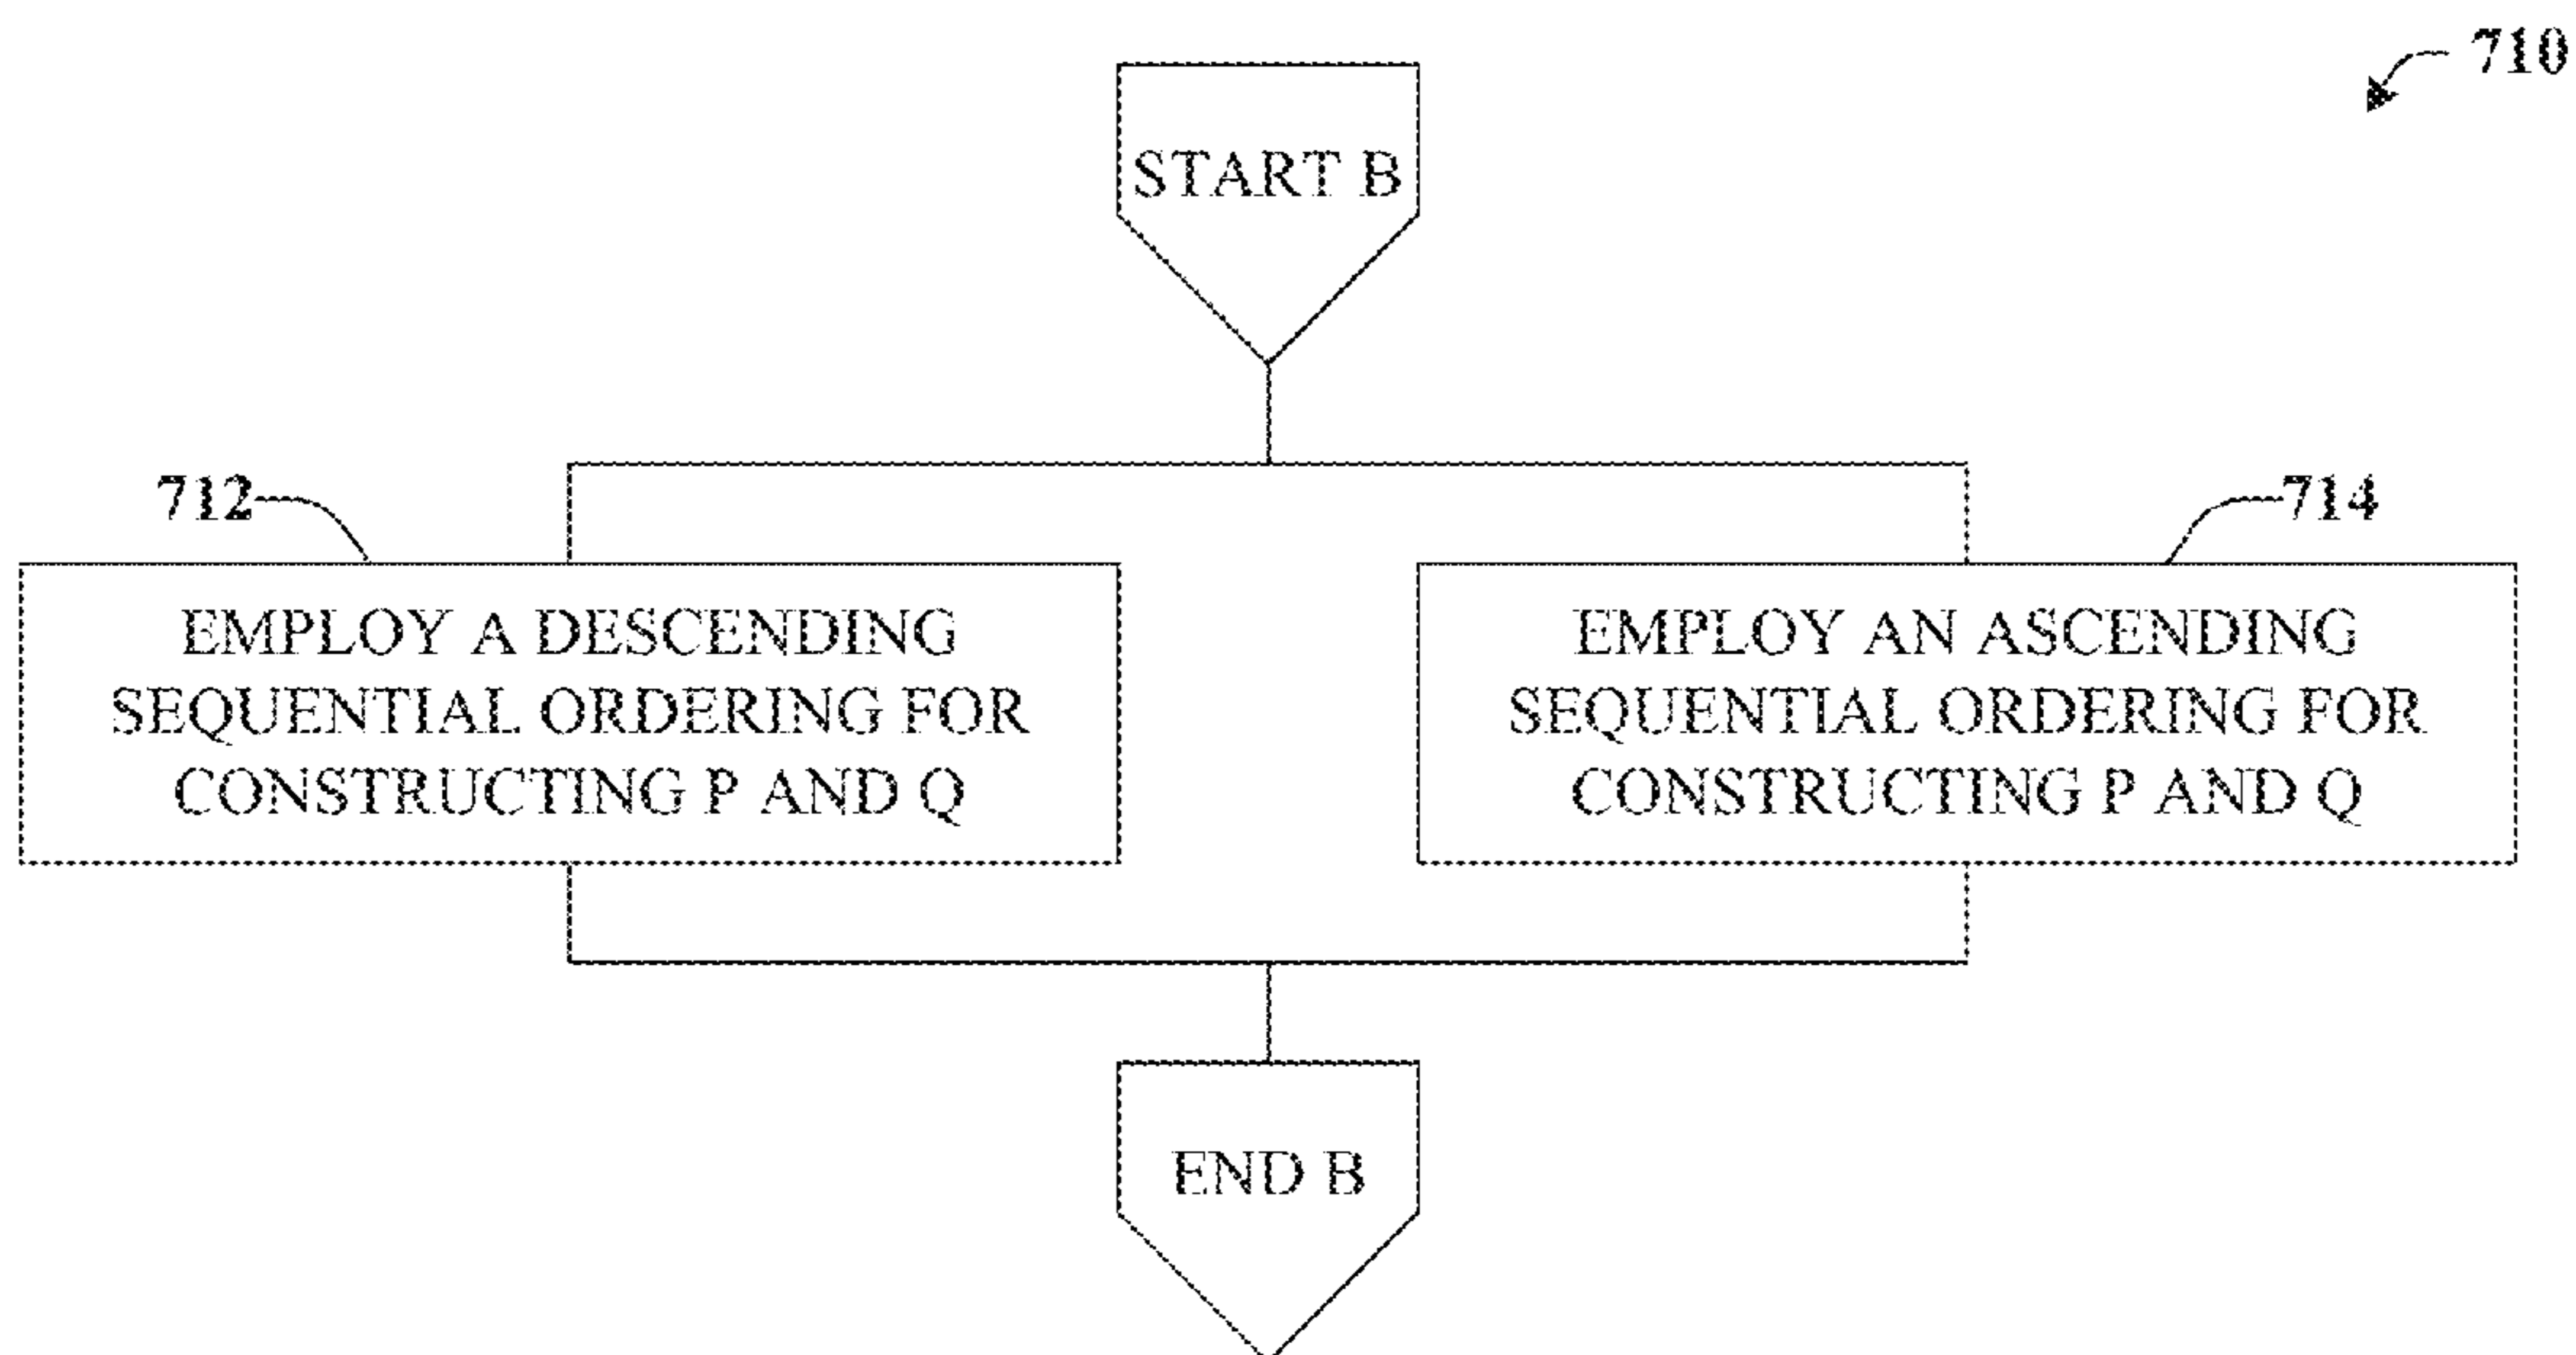 710
START B
712
714
EMPLOY A DESCENDING
SEQUENTIAL ORDERING FOR
CONSTRUCTING P AND Q
EMPLOY AN ASCENDING
SEQUENTIAL ORDERING FOR
CONSTRUCTING P AND Q
END B